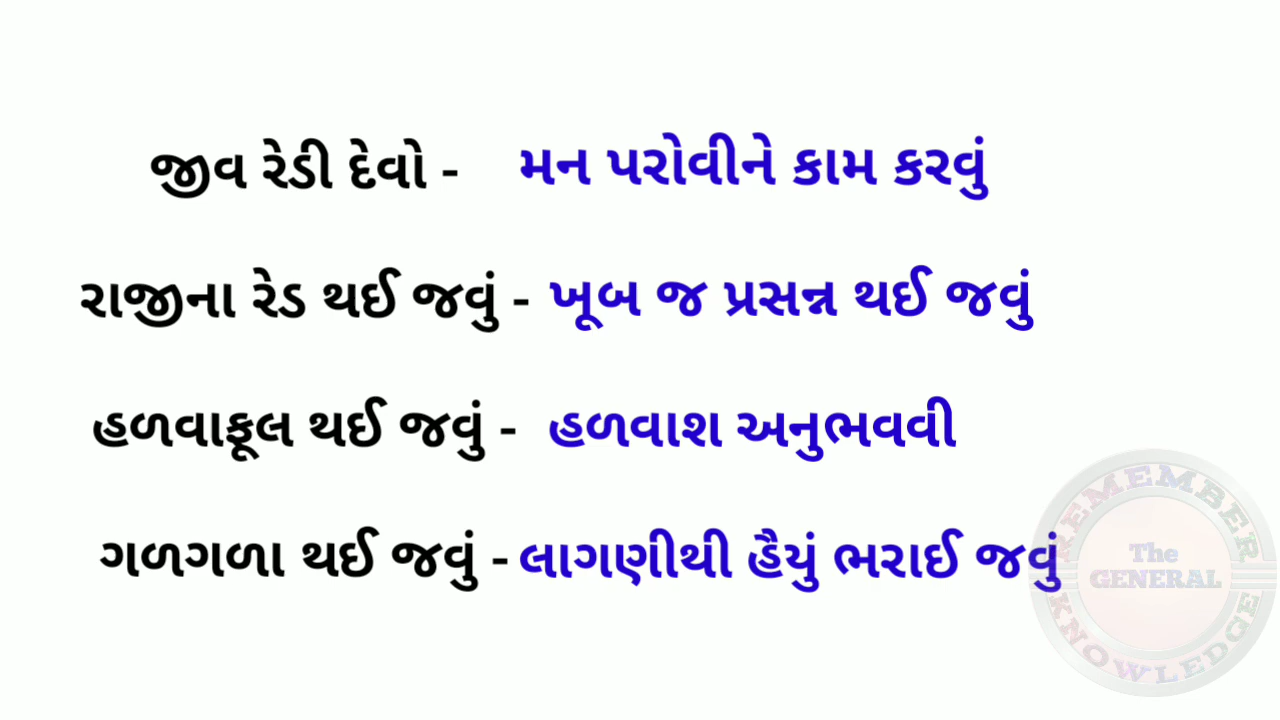 જીવ રેડી દેવો - મન પરોવીને કામ કરવું
રાજીના રેડ થઈ જવું - ખૂબ જ પ્રસન્ન થઈ જવું
હળવાફૂલ થઈ જવું - હળવાશ અનુભવવી
ગળગળા થઈ જવું - લાગણીથી હૈયું ભરાઈ જવું
REMEMBER
The
GENERAL
KNOWLEDGE